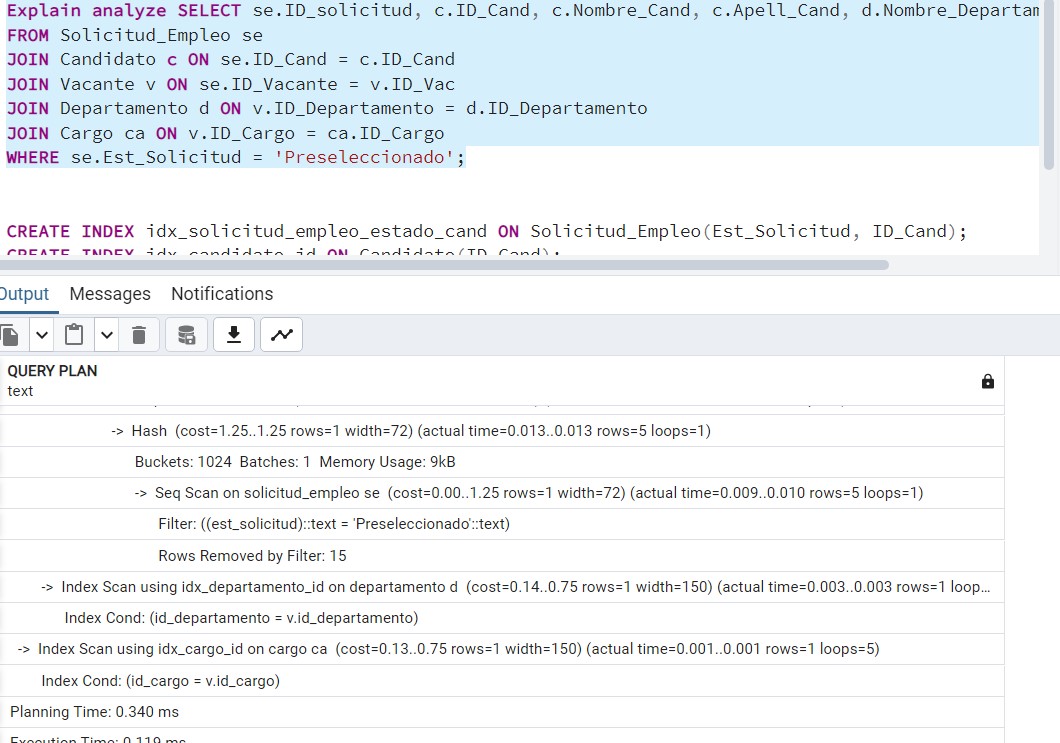 Explain analyze SELECT se.ID_solicitud, c.ID_Cand, c.Nombre_Cand, c.Apell_Cand, d.Nombre_Departam
FROM Solicitud_Empleo se
JOIN Candidato c ON se.ID_Cand = c.ID_Cand
JOIN Vacante v ON se.ID_Vacante = v.ID_Vac
JOIN Departamento d ON v.ID_Departamento = d.ID_Departamento
JOIN Cargo ca ON v.ID_Cargo = ca.ID_Cargo
WHERE se.Est_Solicitud = 'Preseleccionado';
CREATE INDEX idx_solicitud_empleo_estado_cand ON Solicitud_Empleo(Est_Solicitud, ID_Cand);
CREATE INDEX idx_candidato_id ON Candidato(ID_Cand);
Output Messages Notifications
QUERY PLAN
text
-> Hash (cost=1.25..1.25 rows=1 width=72) (actual time=0.013..0.013 rows=5 loops=1)
Buckets: 1024 Batches: 1 Memory Usage: 9kB
-> Seq Scan on solicitud_empleo se (cost=0.00..1.25 rows=1 width=72) (actual time=0.009..0.010 rows=5 loops=1)
Filter: ((est_solicitud)::text = 'Preseleccionado'::text)
Rows Removed by Filter: 15
-> Index Scan using idx_departamento_id on departamento d (cost=0.14..0.75 rows=1 width=150) (actual time=0.003..0.003 rows=1 loop...
Index Cond: (id_departamento = v.id_departamento)
-> Index Scan using idx_cargo_id on cargo ca (cost=0.13..0.75 rows=1 width=150) (actual time=0.001..0.001 rows=1 loops=5)
Index Cond: (id_cargo = v.id_cargo)
Planning Time: 0.340 ms
Execution Time: 0.119 ms